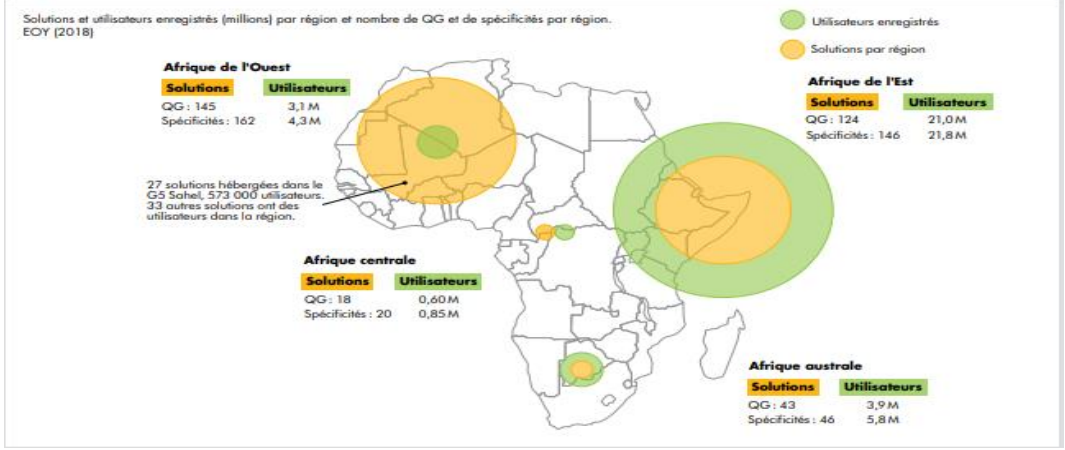 Solutions et utilisateurs enregistrés (millions) par région et nombre de QG et de spécificités par région.
EOY (2018)
Utilisateurs enregistrés
Solutions par région
Afrique de l'Ouest
Solutions Utilisateurs
QG : 145 3,1 M
Spécificités : 162 4,3 M
Afrique de l'Est
Solutions Utilisateurs
QG : 124 21,0 M
Spécificités : 146 21,8 M
27 solutions hébergées dans le
G5 Sahel, 573 000 utilisateurs.
33 autres solutions ont des
utilisateurs dans la région.
Afrique centrale
Solutions Utilisateurs
QG : 18 0,60 M
Spécificités : 20 0,85 M
Afrique australe
Solutions Utilisateurs
QG : 43 3,9 M
Spécificités : 46 5,8 M